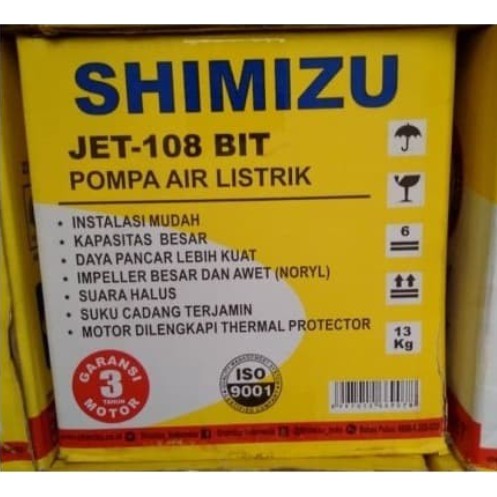 SHIMIZU
JET-108 BIT
POMPA AIR LISTRIK
• INSTALASI MUDAH
• KAPASITAS BESAR
• DAYA PANCAR LEBIH KUAT
• IMPELLER BESAR DAN AWET (NORYL)
• SUARA HALUS
• SUKU CADANG TERJAMIN
• MOTOR DILENGKAPI THERMAL PROTECTOR
6
13
Kg
GARANSI
3
TAHUN
MOTOR
ISO
9001